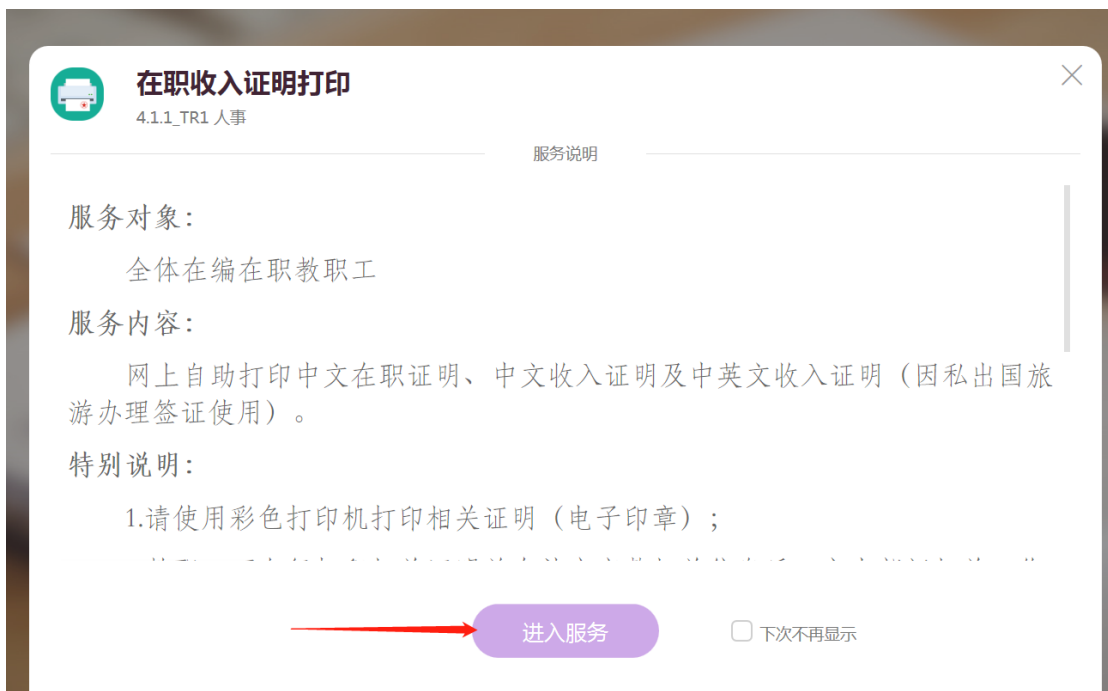 在职收入证明打印
4.1.1_TR1 人事
服务说明
服务对象：
全体在编在职教职工
服务内容：
网上自助打印中文在职证明、中文收入证明及中英文收入证明（因私出国旅
游办理签证使用）。
特别说明：
1.请使用彩色打印机打印相关证明（电子印章）；
进入服务
下次不再显示